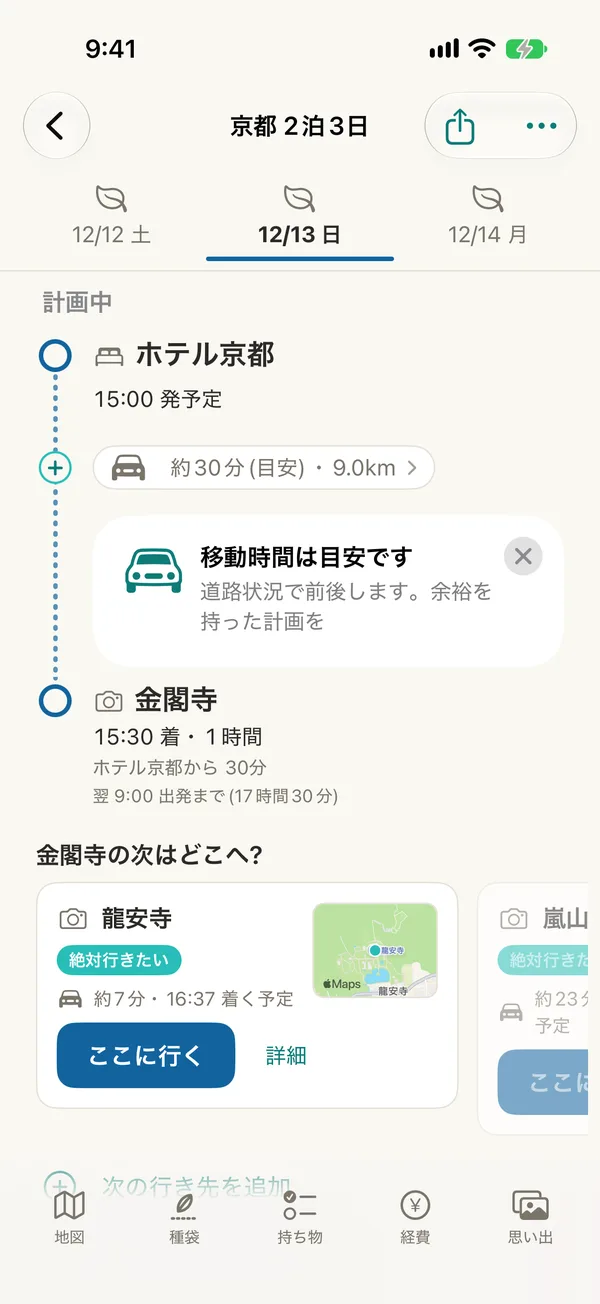 9:41
京都 2泊3日
12/12 土
12/13 日
12/14 月
計画中
ホテル京都
15:00 発予定
約30分(目安)・9.0km
移動時間は目安です
道路状況で前後します。余裕を
持った計画を
金閣寺
15:30 着・1時間
ホテル京都から 30分
翌 9:00 出発まで(17時間30分)
金閣寺の次はどこへ?
龍安寺
絶対行きたい
約7分・16:37 着く予定
ここに行く
詳細
龍安寺
Maps
龍安寺
嵐山
絶対行きた
約23
予定
ここに
次の行き先を追加
地図
種袋
持ち物
経費
思い出